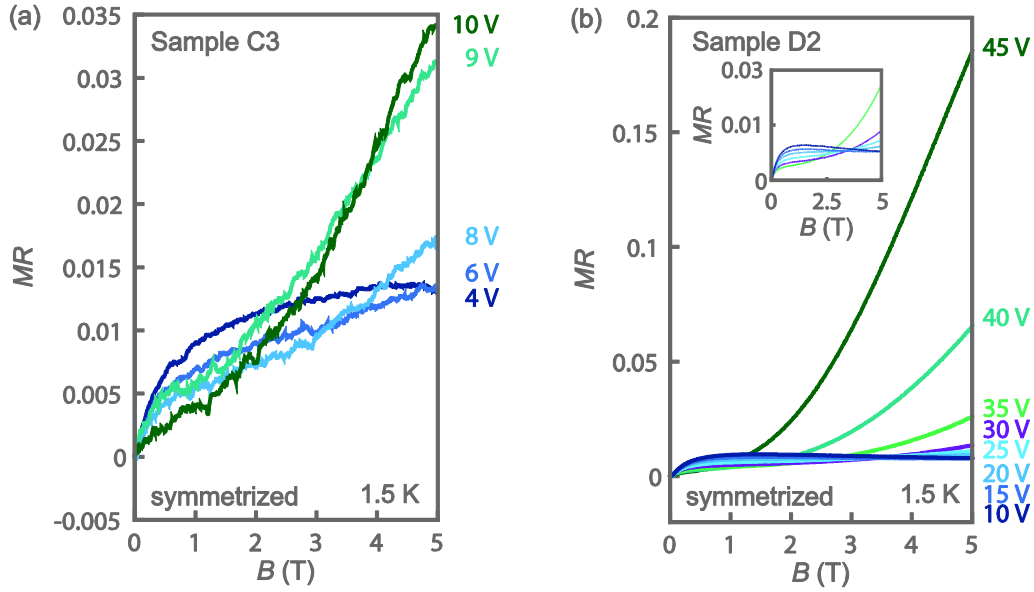 (a)
Sample C3
MR
0.035
0.03
0.025
0.02
0.015
0.01
0.005
0
-0.005
10 V
9 V
8 V
6 V
4 V
symmetrized
1.5 K
0
1
2
3
4
5
B (T)
(b)
Sample D2
MR
0.2
0.15
0.1
0.05
0
MR
0.03
0.01
0
0
2.5
5
B (T)
45 V
40 V
35 V
30 V
25 V
20 V
15 V
10 V
symmetrized
1.5 K
0
1
2
3
4
5
B (T)